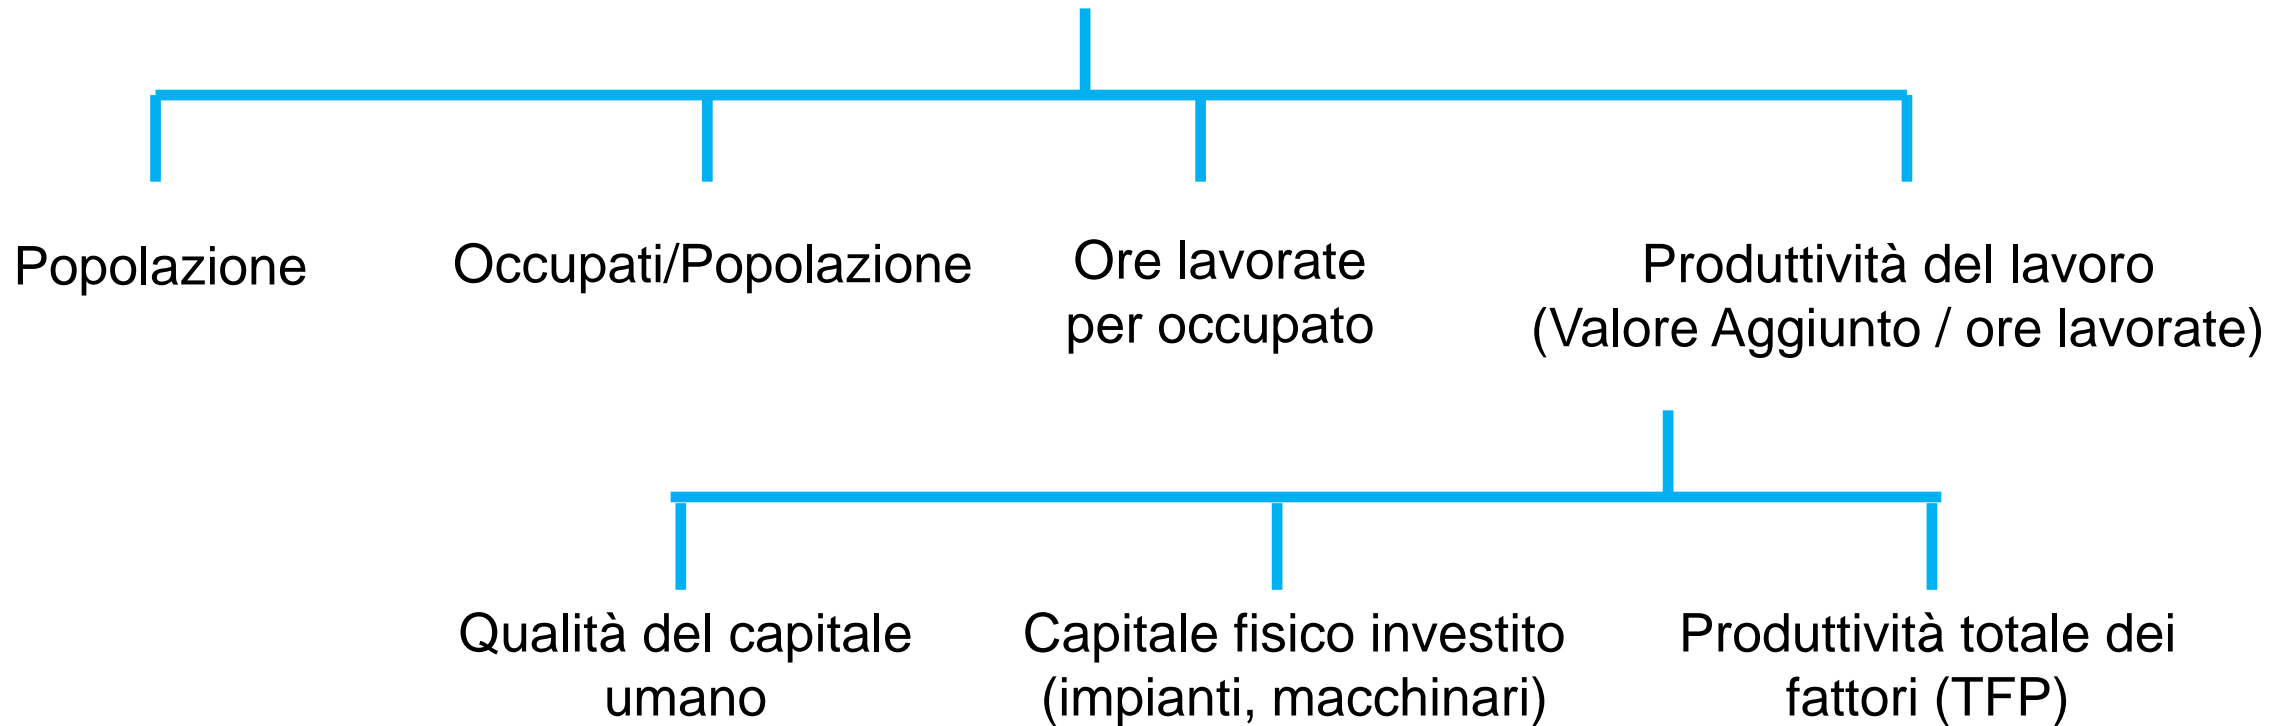 Popolazione
Occupati/Popolazione
Ore lavorate
per occupato
Produttività del lavoro
(Valore Aggiunto / ore lavorate)
Qualità del capitale
umano
Capitale fisico investito
(impianti, macchinari)
Produttività totale dei
fattori (TFP)